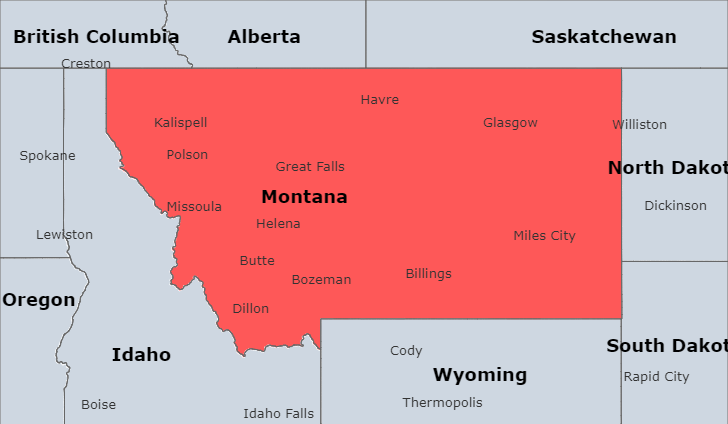 British Columbia
Alberta
Saskatchewan
Creston
Havre
Kalispell
Glasgow
Williston
Spokane
Polson
Great Falls
North Dakot
Montana
Missoula
Dickinson
Helena
Lewiston
Miles City
Butte
Billings
Bozeman
Oregon
Dillon
South Dakot
Idaho
Cody
Wyoming
Rapid City
Boise
Thermopolis
Idaho Falls